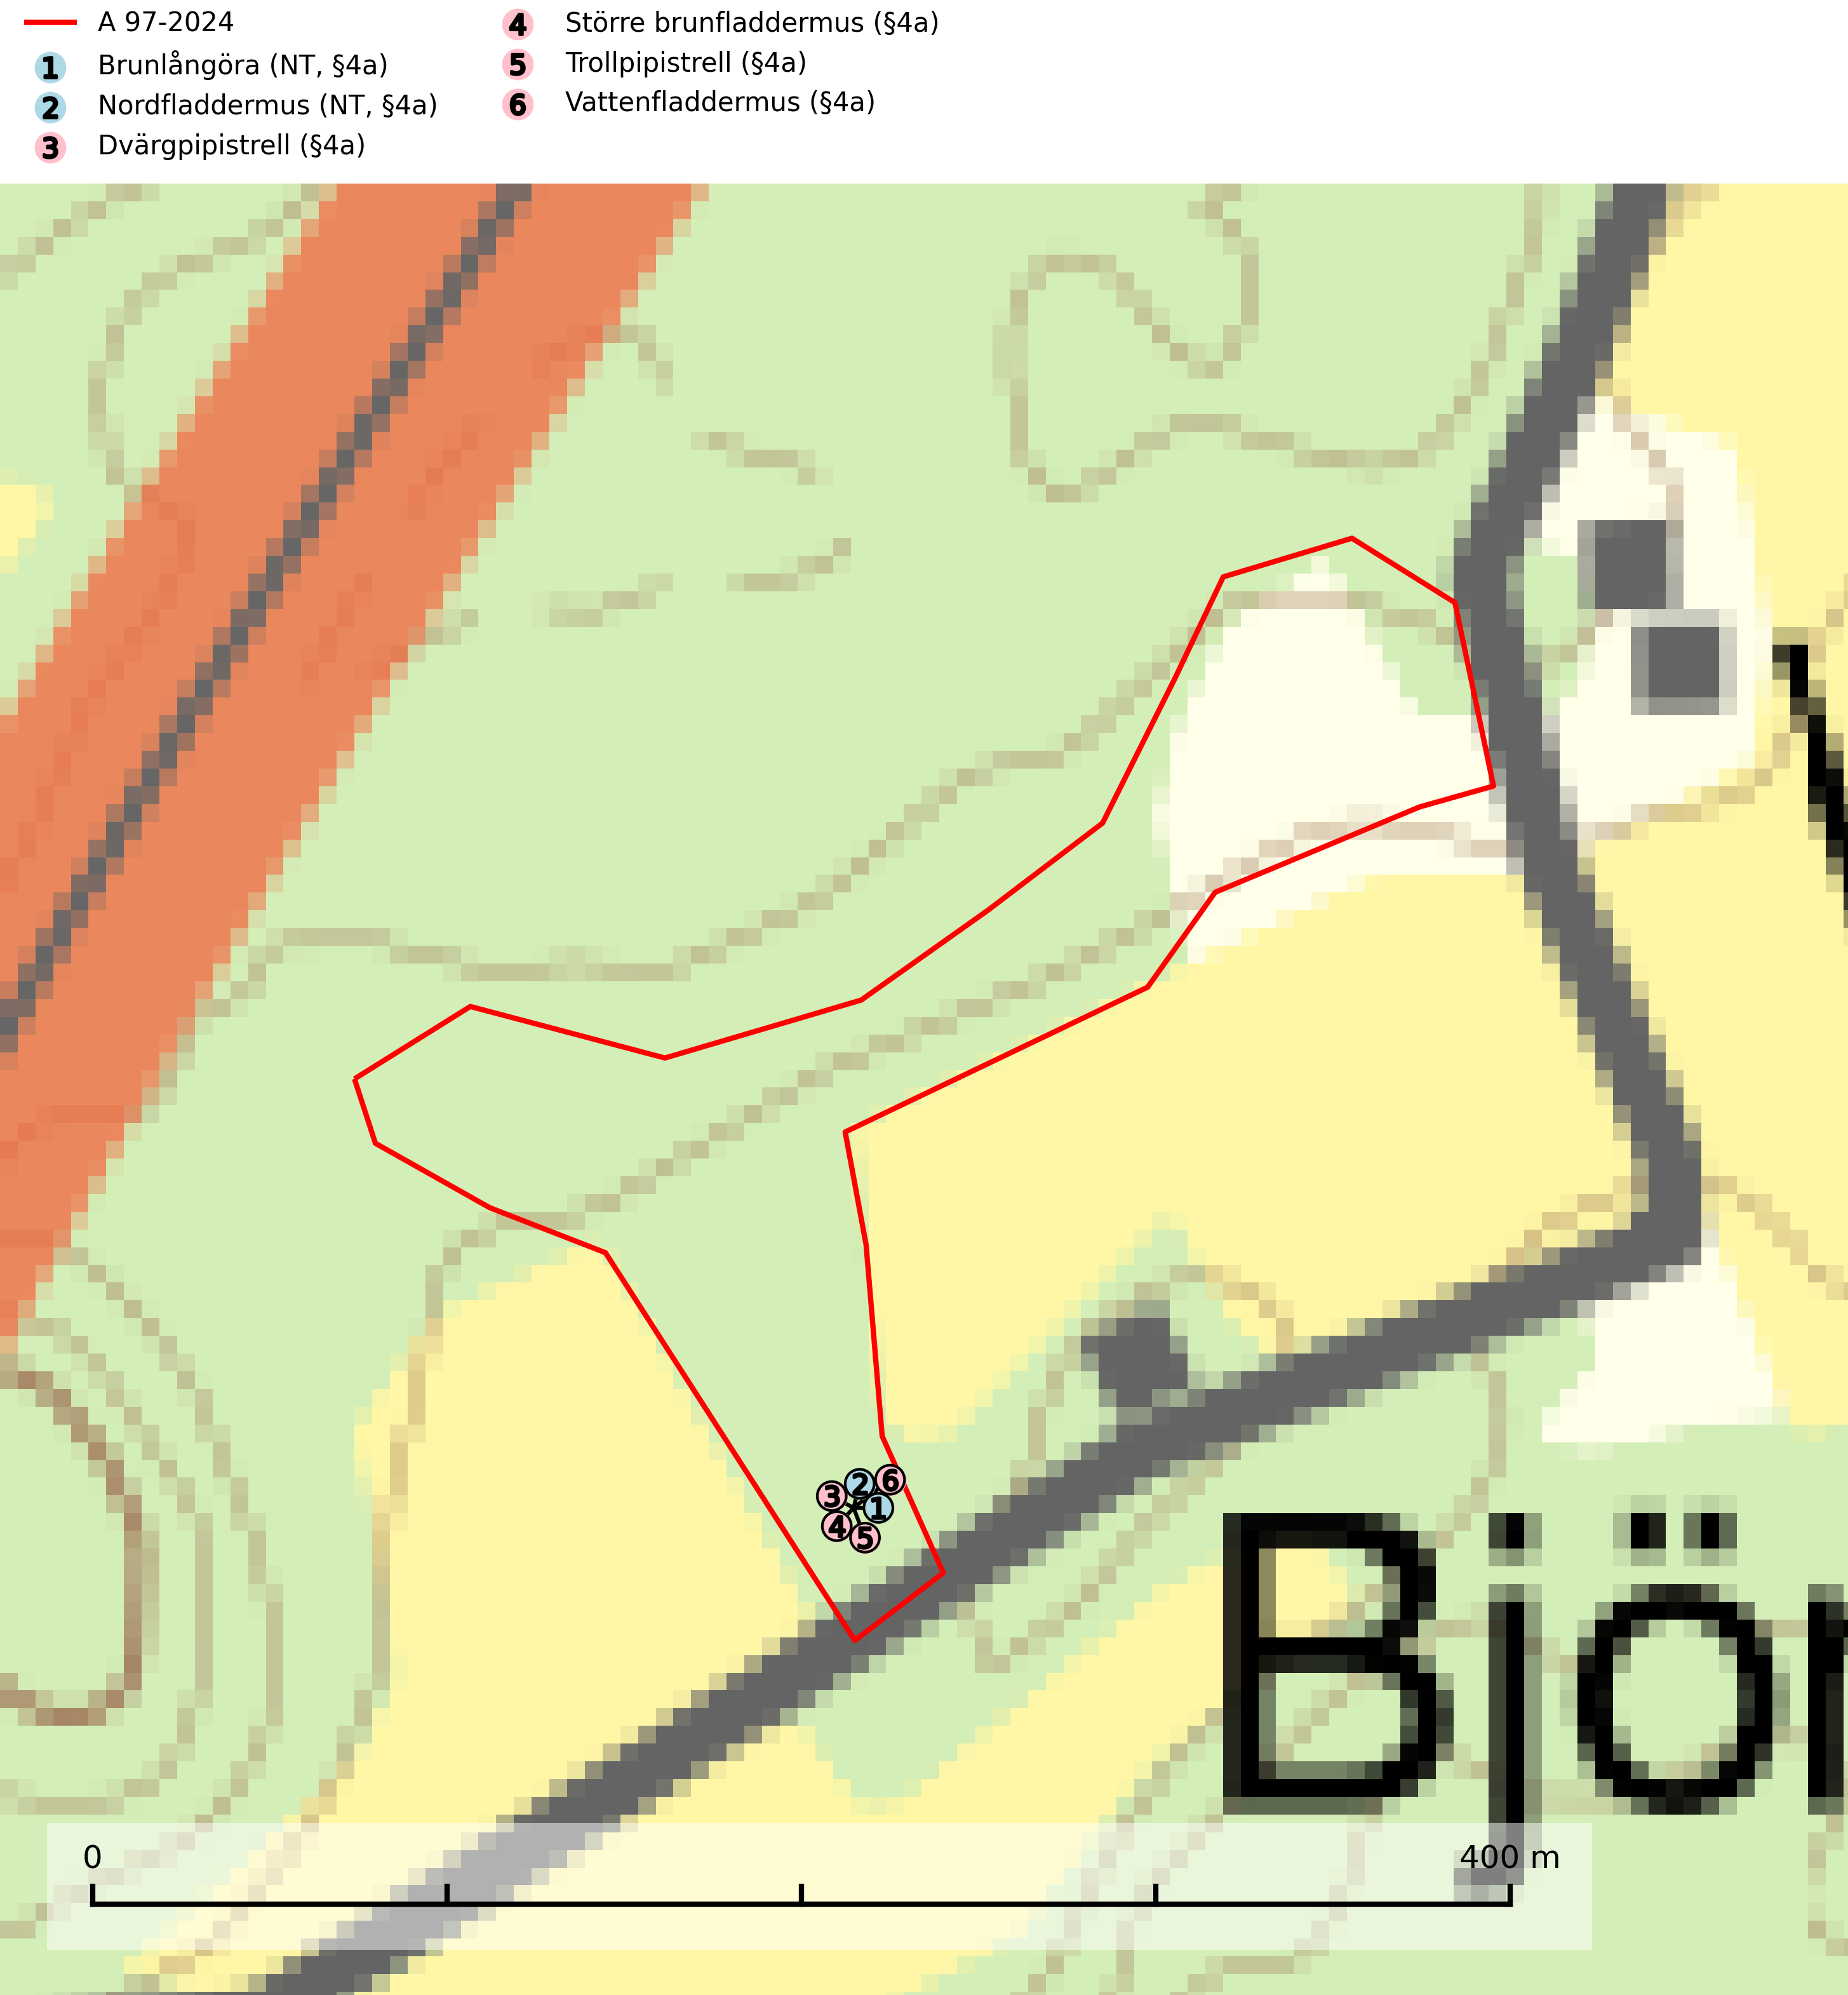 A 97-2024
1 Brunlångöra (NT, §4a)
2 Nordfladdermus (NT, §4a)
3 Dvärgpipistrell (§4a)
4 Större brunfladdermus (§4a)
5 Trollpipistrell (§4a)
6 Vattenfladdermus (§4a)
2 6
3 1
4 5
0 400 m